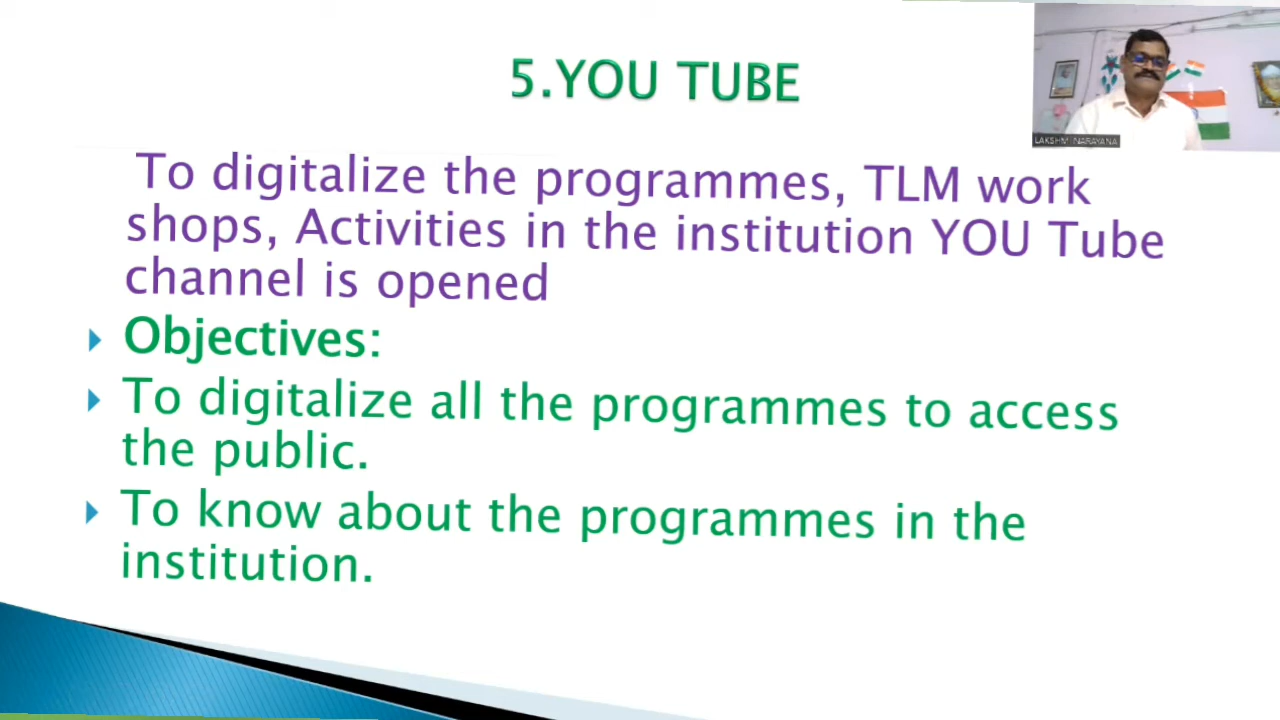 5.YOU TUBE
To digitalize the programmes, TLM work
shops, Activities in the institution YOU Tube
channel is opened
Objectives:
To digitalize all the programmes to access
the public.
To know about the programmes in the
institution.
LAKSHMI NARAYANA